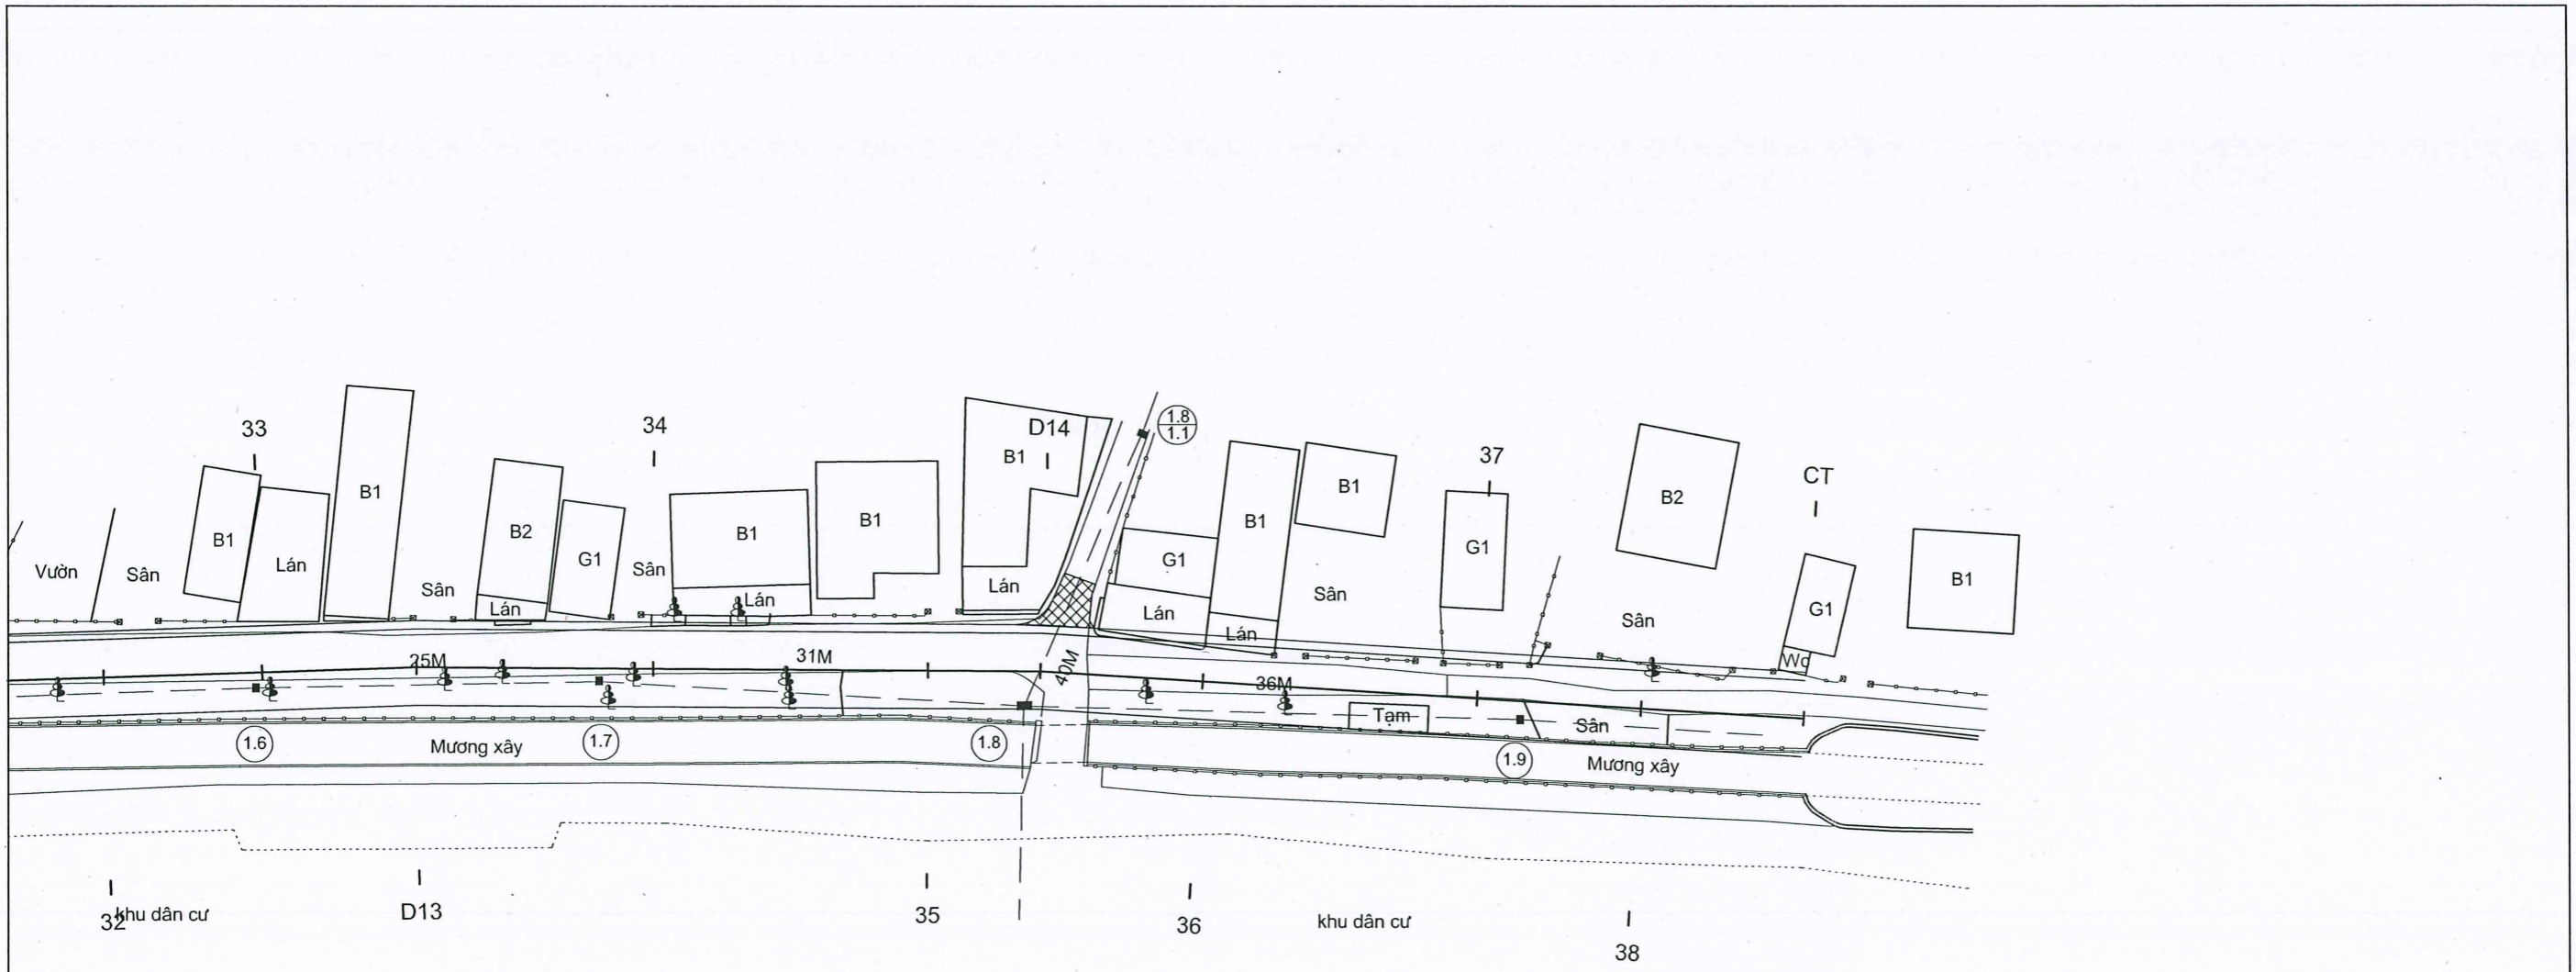 33
34
D14
1.8
1.1
37
CT
B1
B1
B2
G1
B1
B1
B1
B1
B1
G1
B2
B1
Vườn
Sân
B1
Lán
Sân
Lán
Sân
Lán
Lán
G1
Lán
Lán
Sân
Sân
G1
Wc
25M
31M
40M
36M
Tạm
Sân
1.6
Mương xây
1.7
1.8
1.9
Mương xây
32
khu dân cư
D13
35
36
khu dân cư
38